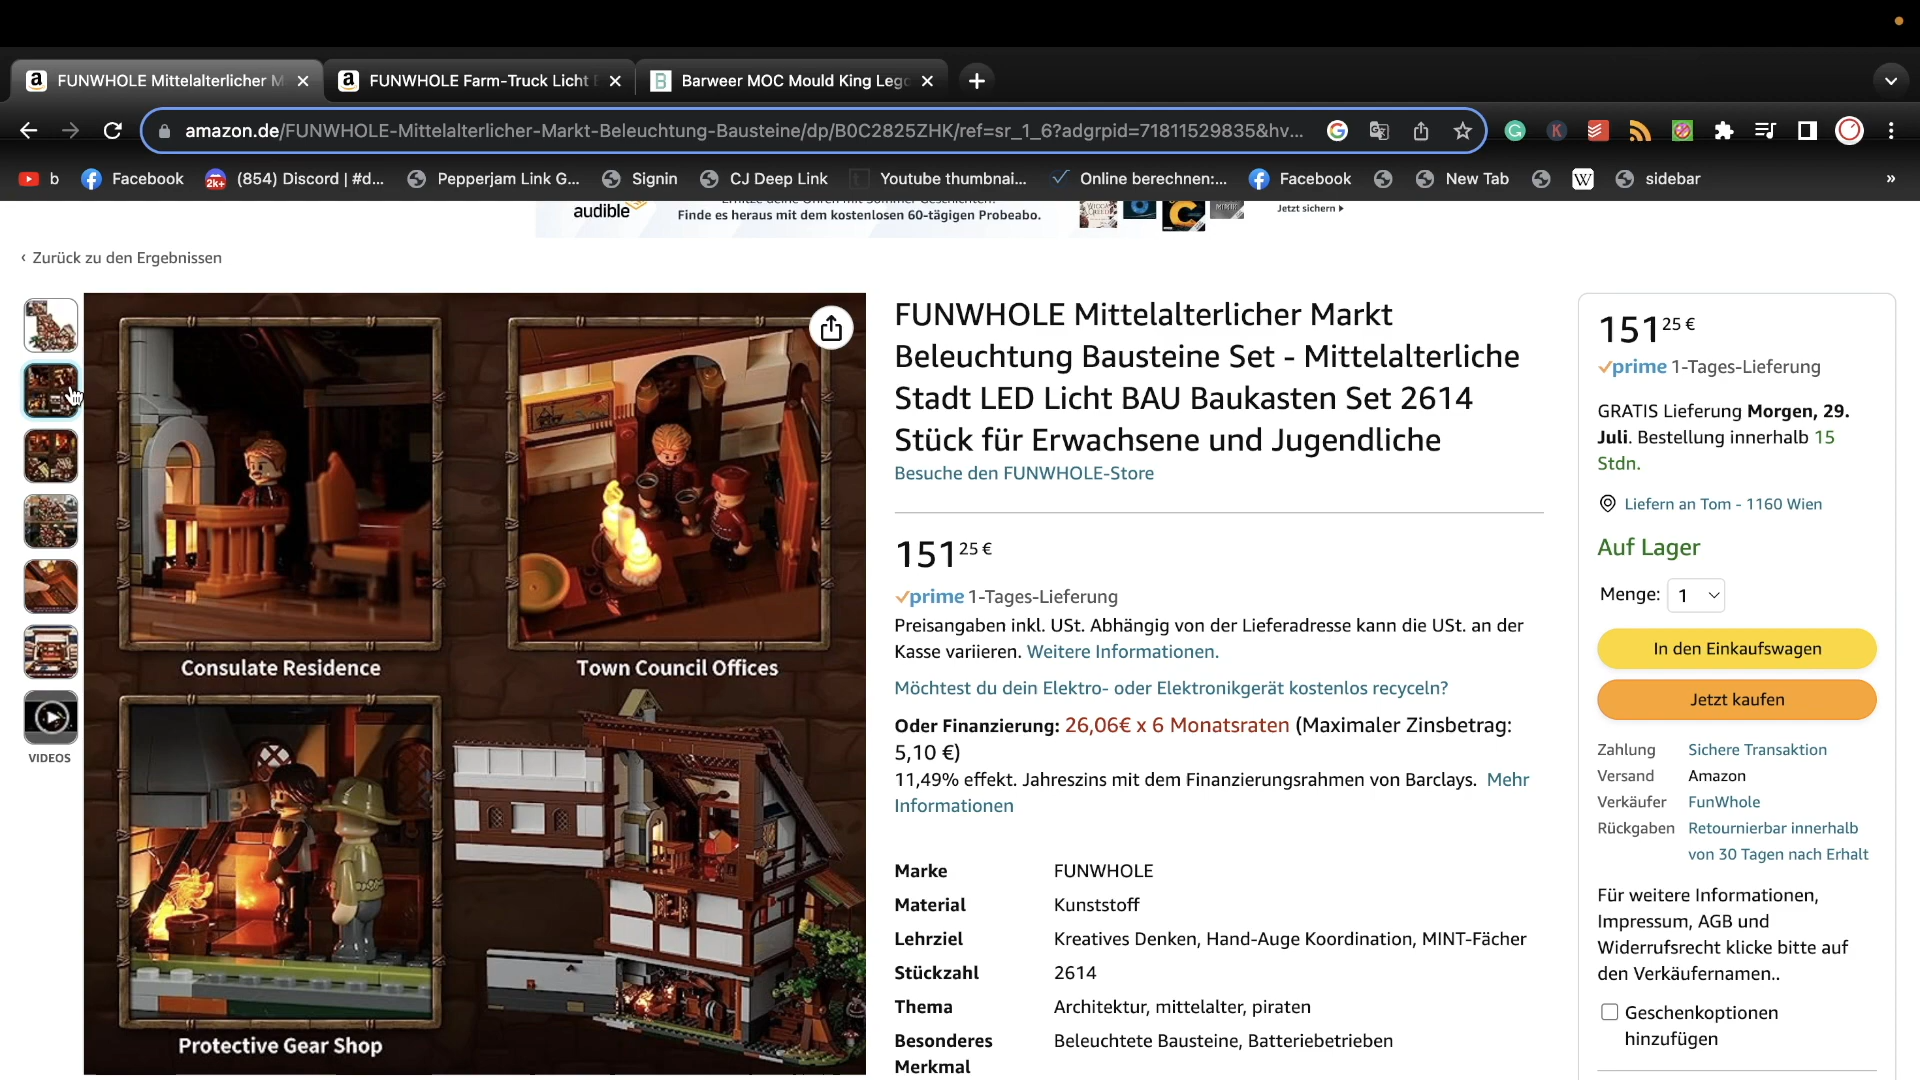 FUNWHOLE Mittelalterlicher M
FUNWHOLE Farm-Truck Licht
Barweer MOC Mould King Lego
amazon.de/FUNWHOLE-Mittelalterlicher-Markt-Beleuchtung-Bausteine/dp/B0C2825ZHK/ref=sr_1_6?adgrpid=71811529835&hv...
b
Facebook
2k+
(854) Discord | #d...
Pepperjam Link G...
Signin
CJ Deep Link
Youtube thumbnai...
Online berechnen:...
Facebook
New Tab
W
sidebar
»
audible
Finde es heraus mit dem kostenlosen 60-tägigen Probeabo.
Jetzt sichern
‹ Zurück zu den Ergebnissen
VIDEOS
Consulate Residence
Town Council Offices
Protective Gear Shop
FUNWHOLE Mittelalterlicher Markt
Beleuchtung Bausteine Set - Mittelalterliche
Stadt LED Licht BAU Baukasten Set 2614
Stück für Erwachsene und Jugendliche
Besuche den FUNWHOLE-Store
151 25 €
prime 1-Tages-Lieferung
Preisangaben inkl. USt. Abhängig von der Lieferadresse kann die USt. an der
Kasse variieren. Weitere Informationen.
Möchtest du dein Elektro- oder Elektronikgerät kostenlos recyceln?
Oder Finanzierung: 26,06€ x 6 Monatsraten (Maximaler Zinsbetrag:
5,10 €)
11,49% effekt. Jahreszins mit dem Finanzierungsrahmen von Barclays. Mehr
Informationen
Marke FUNWHOLE
Material Kunststoff
Lehrziel Kreatives Denken, Hand-Auge Koordination, MINT-Fächer
Stückzahl 2614
Thema Architektur, mittelalter, piraten
Besonderes Beleuchtete Bausteine, Batteriebetrieben
Merkmal
151 25 €
prime 1-Tages-Lieferung
GRATIS Lieferung Morgen, 29.
Juli. Bestellung innerhalb 15
Stdn.
Liefern an Tom - 1160 Wien
Auf Lager
Menge: 1
In den Einkaufswagen
Jetzt kaufen
Zahlung Sichere Transaktion
Versand Amazon
Verkäufer FunWhole
Rückgaben Retournierbar innerhalb
von 30 Tagen nach Erhalt
Für weitere Informationen,
Impressum, AGB und
Widerrufsrecht klicke bitte auf
den Verkäufernamen..
Geschenkoptionen
hinzufügen